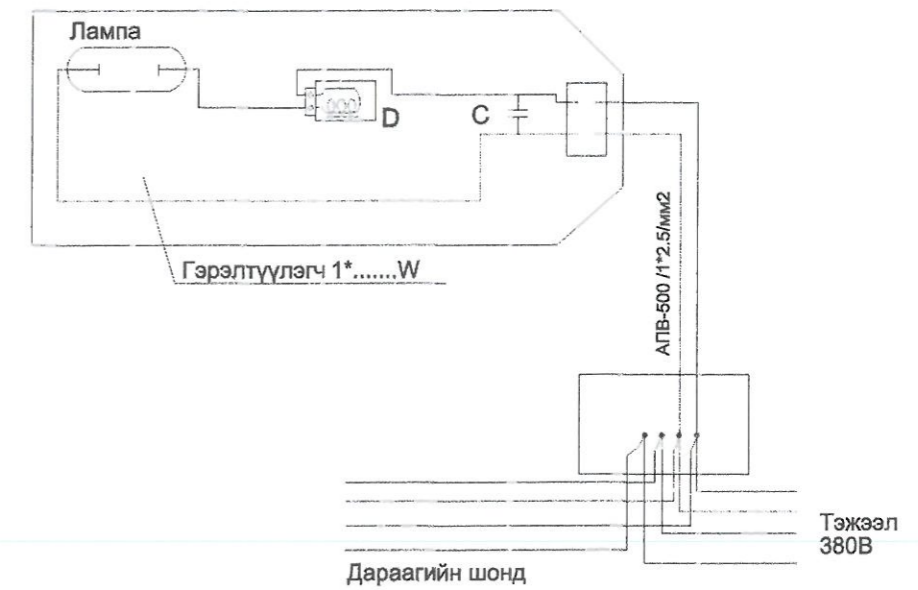 Лампа
D
C
Гэрэлтүүлэгч 1*.......W
АПВ-500 /1*2.5/мм2
Тэжээл
380В
Дараагийн шонд